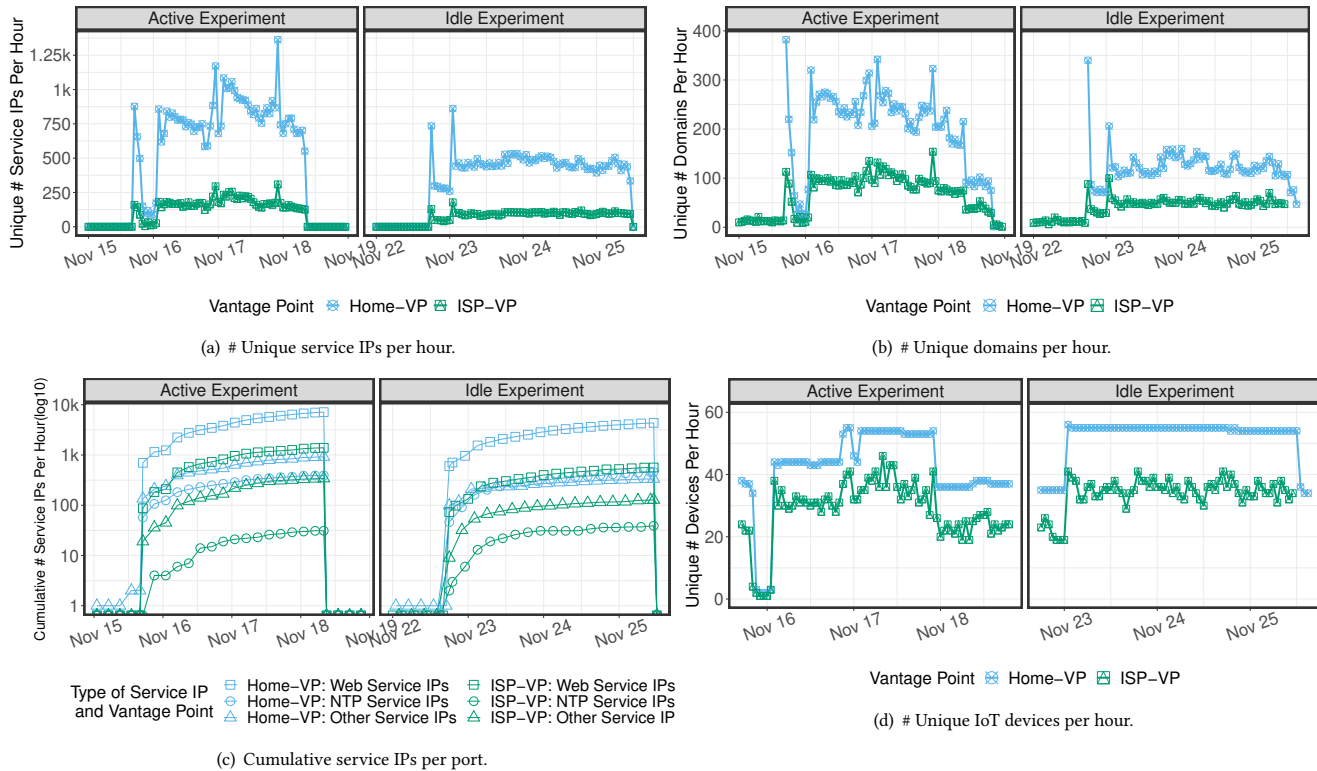 Active Experiment
Idle Experiment
Unique # Service IPs Per Hour
1.25k
1k
750
500
250
0
Nov 15
Nov 16
Nov 17
Nov 18
Nov 19
Nov 22
Nov 23
Nov 24
Nov 25
Vantage Point Home-VP ISP-VP
(a) # Unique service IPs per hour.
Active Experiment
Idle Experiment
Unique # Domains Per Hour
400
300
200
100
0
Nov 15
Nov 16
Nov 17
Nov 18
Nov 19
Nov 22
Nov 23
Nov 24
Nov 25
Vantage Point Home-VP ISP-VP
(b) # Unique domains per hour.
Active Experiment
Idle Experiment
Cumulative # Service IPs Per Hour(log10)
10k
1k
100
10
1
Nov 15
Nov 16
Nov 17
Nov 18
Nov 19
Nov 22
Nov 23
Nov 24
Nov 25
Type of Service IP
and Vantage Point
Home-VP: Web Service IPs
Home-VP: NTP Service IPs
Home-VP: Other Service IPs
ISP-VP: Web Service IPs
ISP-VP: NTP Service IPs
ISP-VP: Other Service IP
(c) Cumulative service IPs per port.
Active Experiment
Idle Experiment
Unique # Devices Per Hour
60
40
20
0
Nov 16
Nov 17
Nov 18
Nov 23
Nov 24
Nov 25
Vantage Point Home-VP ISP-VP
(d) # Unique IoT devices per hour.